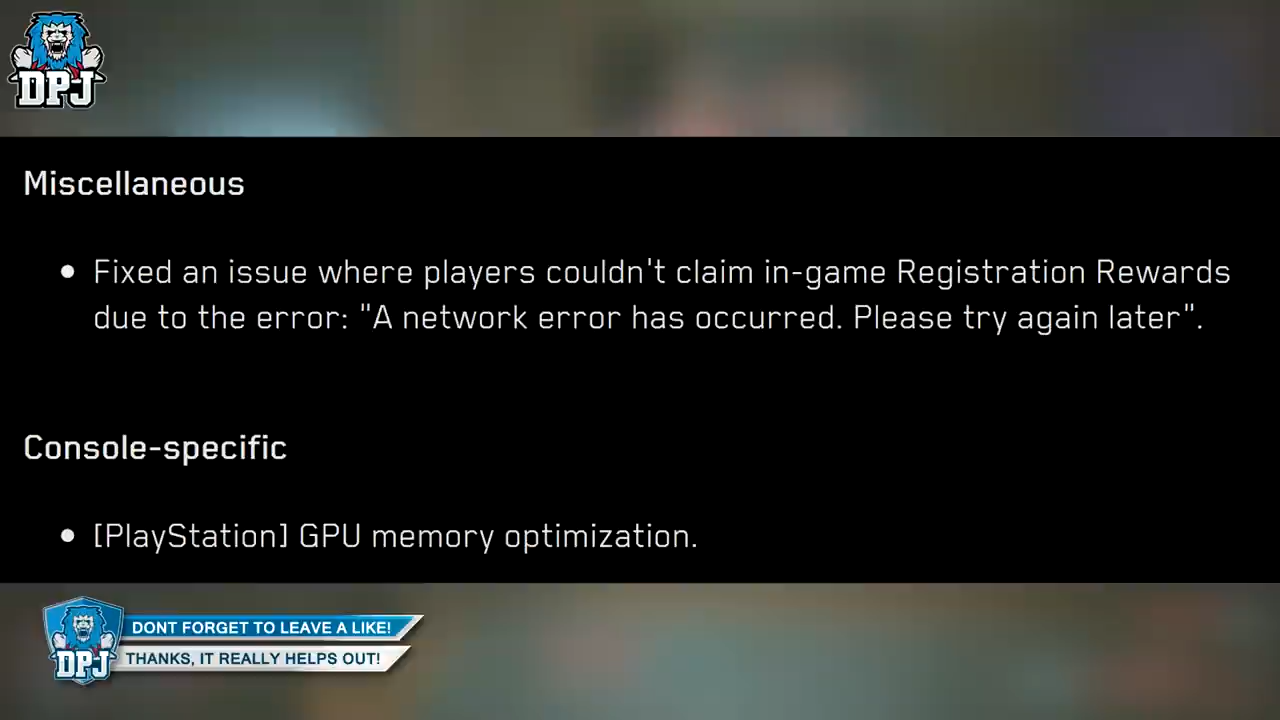 DPJ
Miscellaneous
Fixed an issue where players couldn't claim in-game Registration Rewards
due to the error: "A network error has occurred. Please try again later".
Console-specific
[PlayStation] GPU memory optimization.
DONT FORGET TO LEAVE A LIKE!
THANKS, IT REALLY HELPS OUT!
DPJ